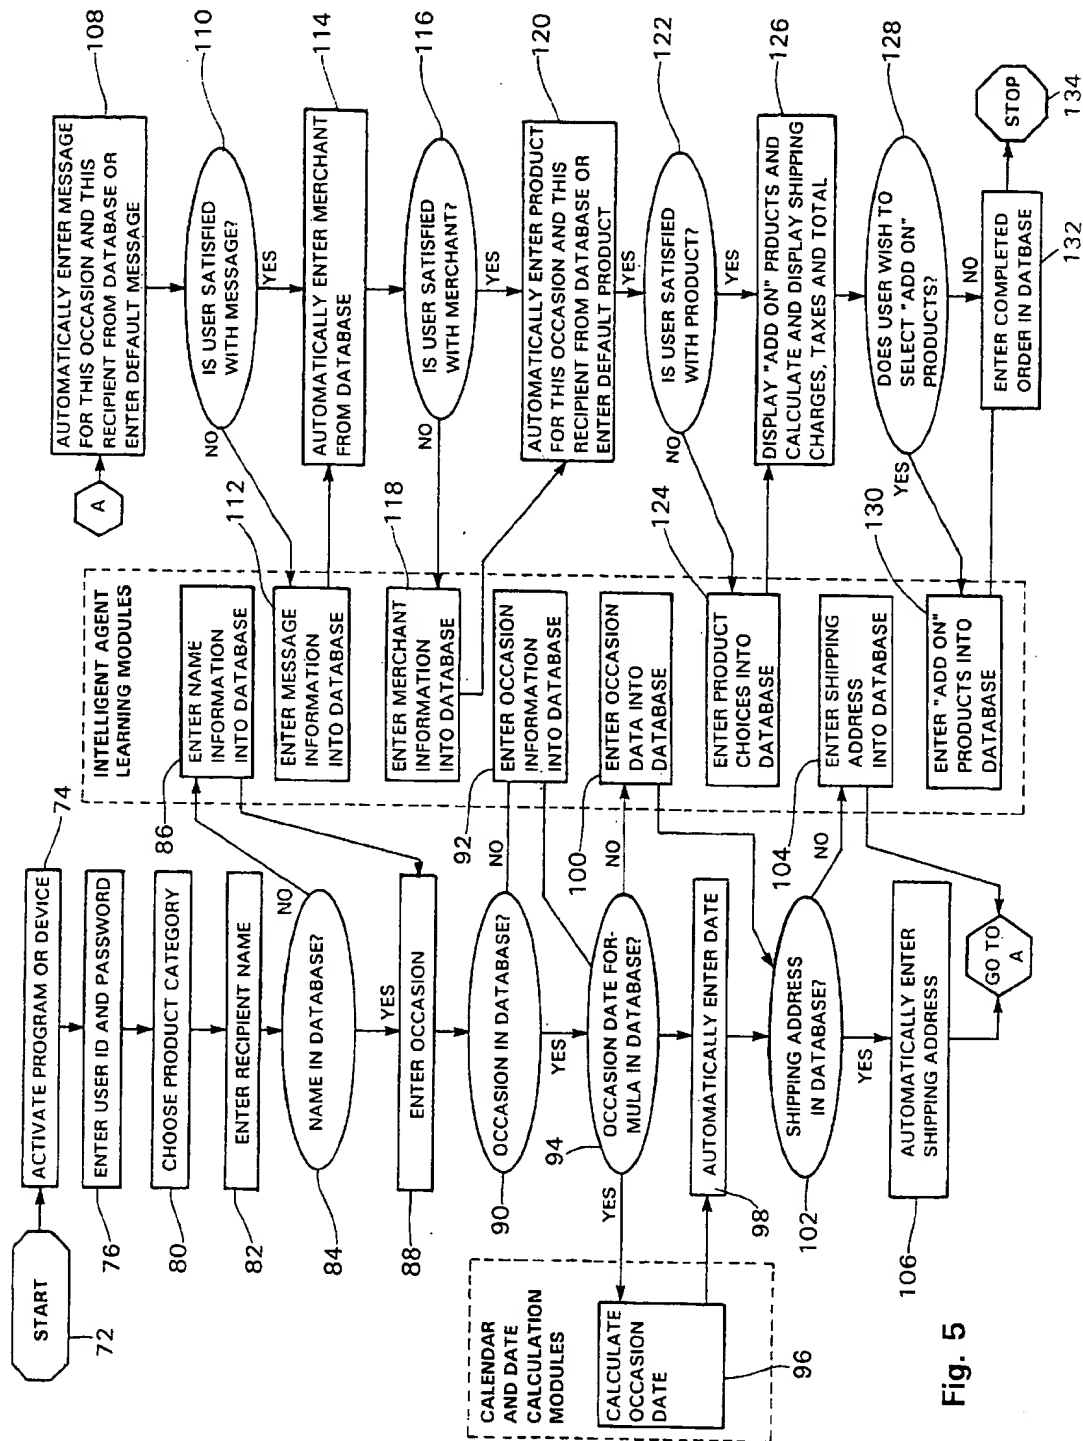 START
72
ACTIVATE PROGRAM OR DEVICE
74
ENTER USER ID AND PASSWORD
76
CHOOSE PRODUCT CATEGORY
80
ENTER RECIPIENT NAME
82
NAME IN DATABASE?
84
NO
YES
ENTER OCCASION
88
OCCASION IN DATABASE?
90
NO
YES
OCCASION DATE FOR-
MULA IN DATABASE?
94
NO
YES
CALENDAR
AND DATE
CALCULATION
MODULES
CALCULATE
OCCASION
DATE
96
AUTOMATICALLY ENTER DATE
98
SHIPPING ADDRESS
IN DATABASE?
102
NO
YES
AUTOMATICALLY ENTER
SHIPPING ADDRESS
106
GO TO
A
INTELLIGENT AGENT
LEARNING MODULES
ENTER NAME
INFORMATION
INTO DATABASE
86
ENTER MESSAGE
INFORMATION
INTO DATABASE
112
ENTER MERCHANT
INFORMATION
INTO DATABASE
118
ENTER OCCASION
INFORMATION
INTO DATABASE
92
ENTER OCCASION
DATA INTO
DATABASE
100
ENTER PRODUCT
CHOICES INTO
DATABASE
124
ENTER SHIPPING
ADDRESS
INTO DATABASE
104
ENTER "ADD ON"
PRODUCTS INTO
DATABASE
130
A
AUTOMATICALLY ENTER MESSAGE
FOR THIS OCCASION AND THIS
RECIPIENT FROM DATABASE OR
ENTER DEFAULT MESSAGE
108
IS USER SATISFIED
WITH MESSAGE?
110
NO
YES
AUTOMATICALLY ENTER MERCHANT
FROM DATABASE
114
IS USER SATISFIED
WITH MERCHANT?
116
NO
YES
AUTOMATICALLY ENTER PRODUCT
FOR THIS OCCASION AND THIS
RECIPIENT FROM DATABASE OR
ENTER DEFAULT PRODUCT
120
YES
IS USER SATISFIED
WITH PRODUCT?
122
NO
YES
DISPLAY "ADD ON" PRDUCTS AND
CALCULATE AND DISPLAY SHIPPING
CHARGES, TAXES AND TOTAL
126
DOES USER WISH TO
SELECT "ADD ON"
PRODUCTS?
128
YES
NO
ENTER COMPLETED
ORDER IN DATBASE
132
STOP
134
Fig. 5